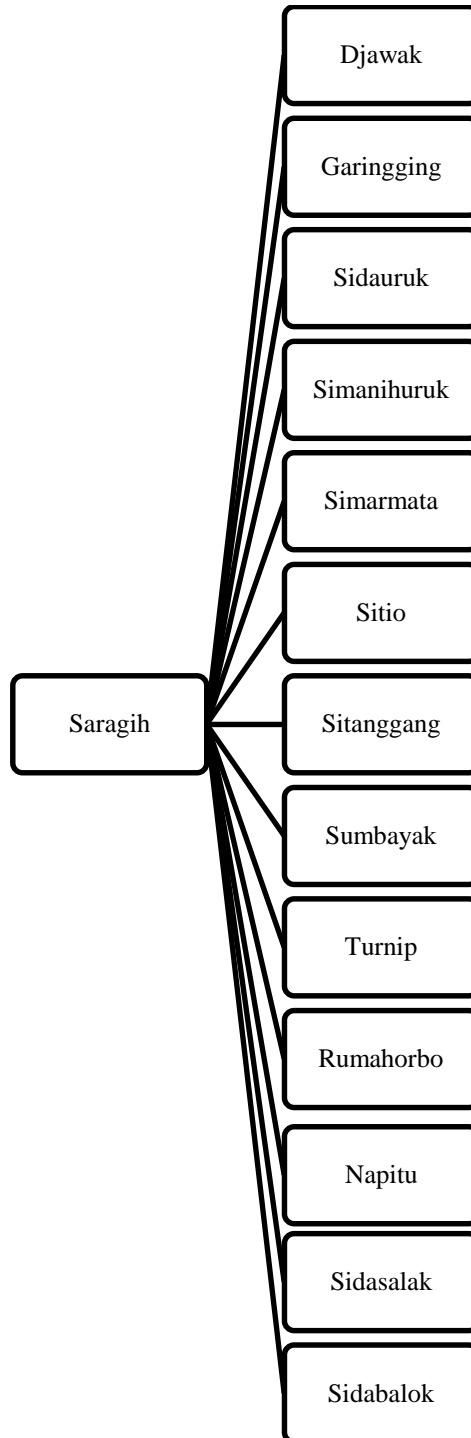 Djawak
Garingging
Sidauruk
Simanihuruk
Simarmata
Sitio
Saragih
Sitanggang
Sumbayak
Turnip
Rumahorbo
Napitu
Sidasalak
Sidabalok